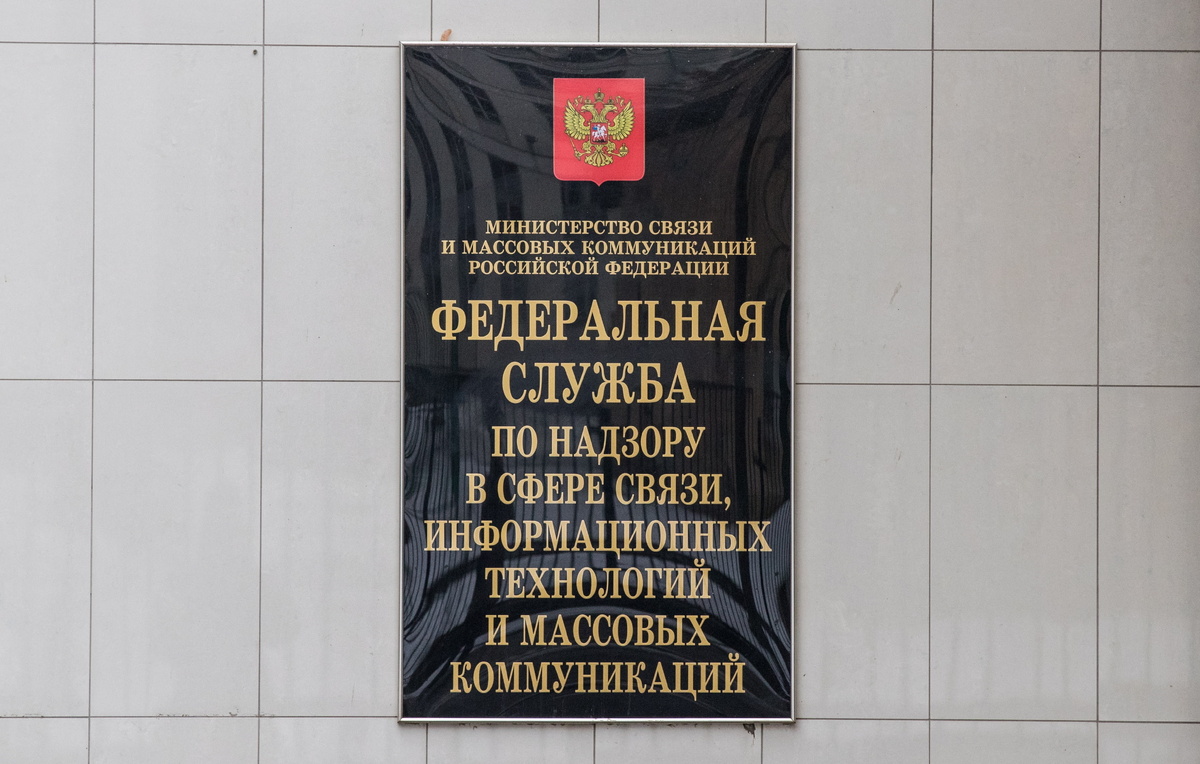 МИНИСТЕРСТВО СВЯЗИ
И МАССОВЫХ КОММУНИКАЦИЙ
РОССИЙСКОЙ ФЕДЕРАЦИИ
ФЕДЕРАЛЬНАЯ
СЛУЖБА
ПО НАДЗОРУ
В СФЕРЕ СВЯЗИ,
ИНФОРМАЦИОННЫХ
ТЕХНОЛОГИЙ
И МАССОВЫХ
КОММУНИКАЦИЙ